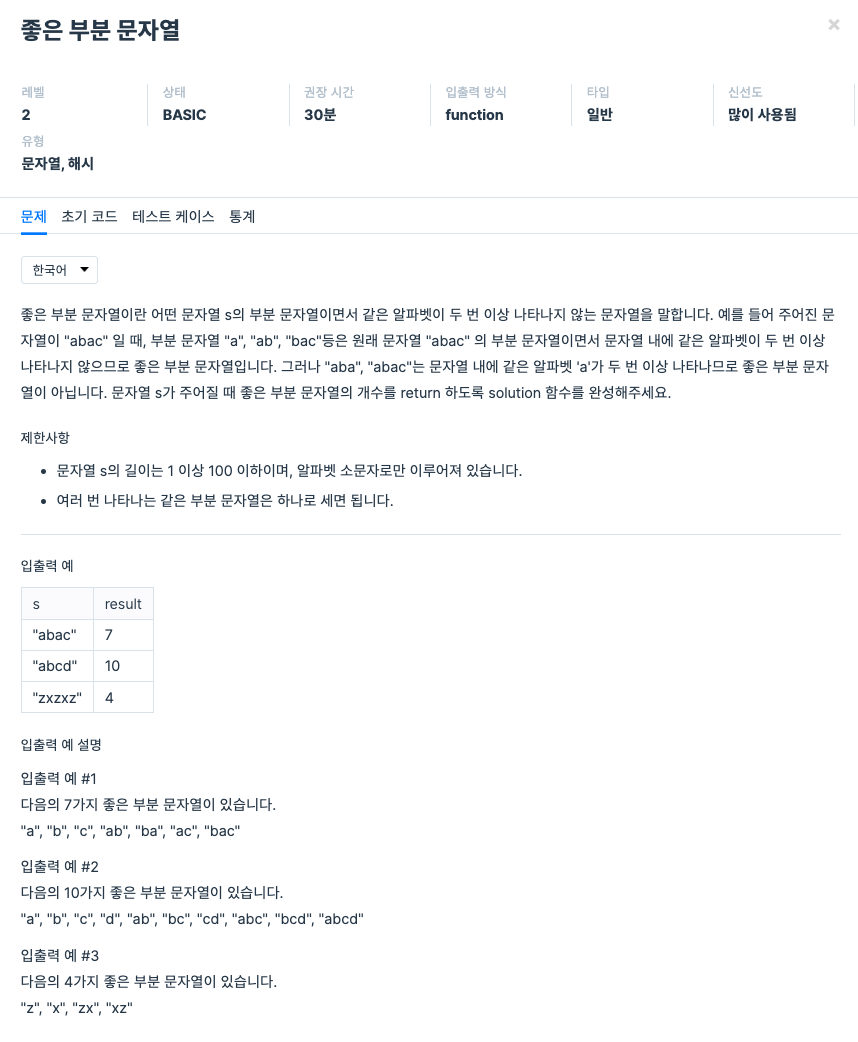 좋은 부분 문자열
×
레벨
2
상태
BASIC
권장 시간
30분
입출력 방식
function
타입
일반
신선도
많이 사용됨
유형
문자열, 해시
문제 초기 코드 테스트 케이스 통계
한국어
좋은 부분 문자열이란 어떤 문자열 s의 부분 문자열이면서 같은 알파벳이 두 번 이상 나타나지 않는 문자열을 말합니다. 예를 들어 주어진 문
자열이 "abac" 일 때, 부분 문자열 "a", "ab", "bac"등은 원래 문자열 "abac" 의 부분 문자열이면서 문자열 내에 같은 알파벳이 두 번 이상
나타나지 않으므로 좋은 부분 문자열입니다. 그러나 "aba", "abac"는 문자열 내에 같은 알파벳 'a'가 두 번 이상 나타나므로 좋은 부분 문자
열이 아닙니다. 문자열 s가 주어질 때 좋은 부분 문자열의 개수를 return 하도록 solution 함수를 완성해주세요.
제한사항
• 문자열 s의 길이는 1 이상 100 이하이며, 알파벳 소문자로만 이루어져 있습니다.
• 여러 번 나타나는 같은 부분 문자열은 하나로 세면 됩니다.
입출력 예
s result
"abac" 7
"abcd" 10
"zxzxz" 4
입출력 예 설명
입출력 예 #1
다음의 7가지 좋은 부분 문자열이 있습니다.
"a", "b", "c", "ab", "ba", "ac", "bac"
입출력 예 #2
다음의 10가지 좋은 부분 문자열이 있습니다.
"a", "b", "c", "d", "ab", "bc", "cd", "abc", "bcd", "abcd"
입출력 예 #3
다음의 4가지 좋은 부분 문자열이 있습니다.
"z", "x", "zx", "xz"